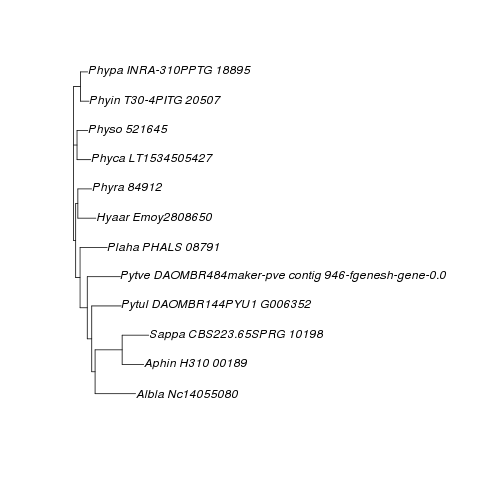 Phypa INRA-310PPTG 18895
Phyin T30-4PITG 20507
Physo 521645
Phyca LT1534505427
Phyra 84912
Hyaar Emoy2808650
Plaha PHALS 08791
Pytve DAOMBR484maker-pve contig 946-fgenesh-gene-0.0
Pytul DAOMBR144PYU1 G006352
Sappa CBS223.65SPRG 10198
Aphin H310 00189
Albla Nc14055080